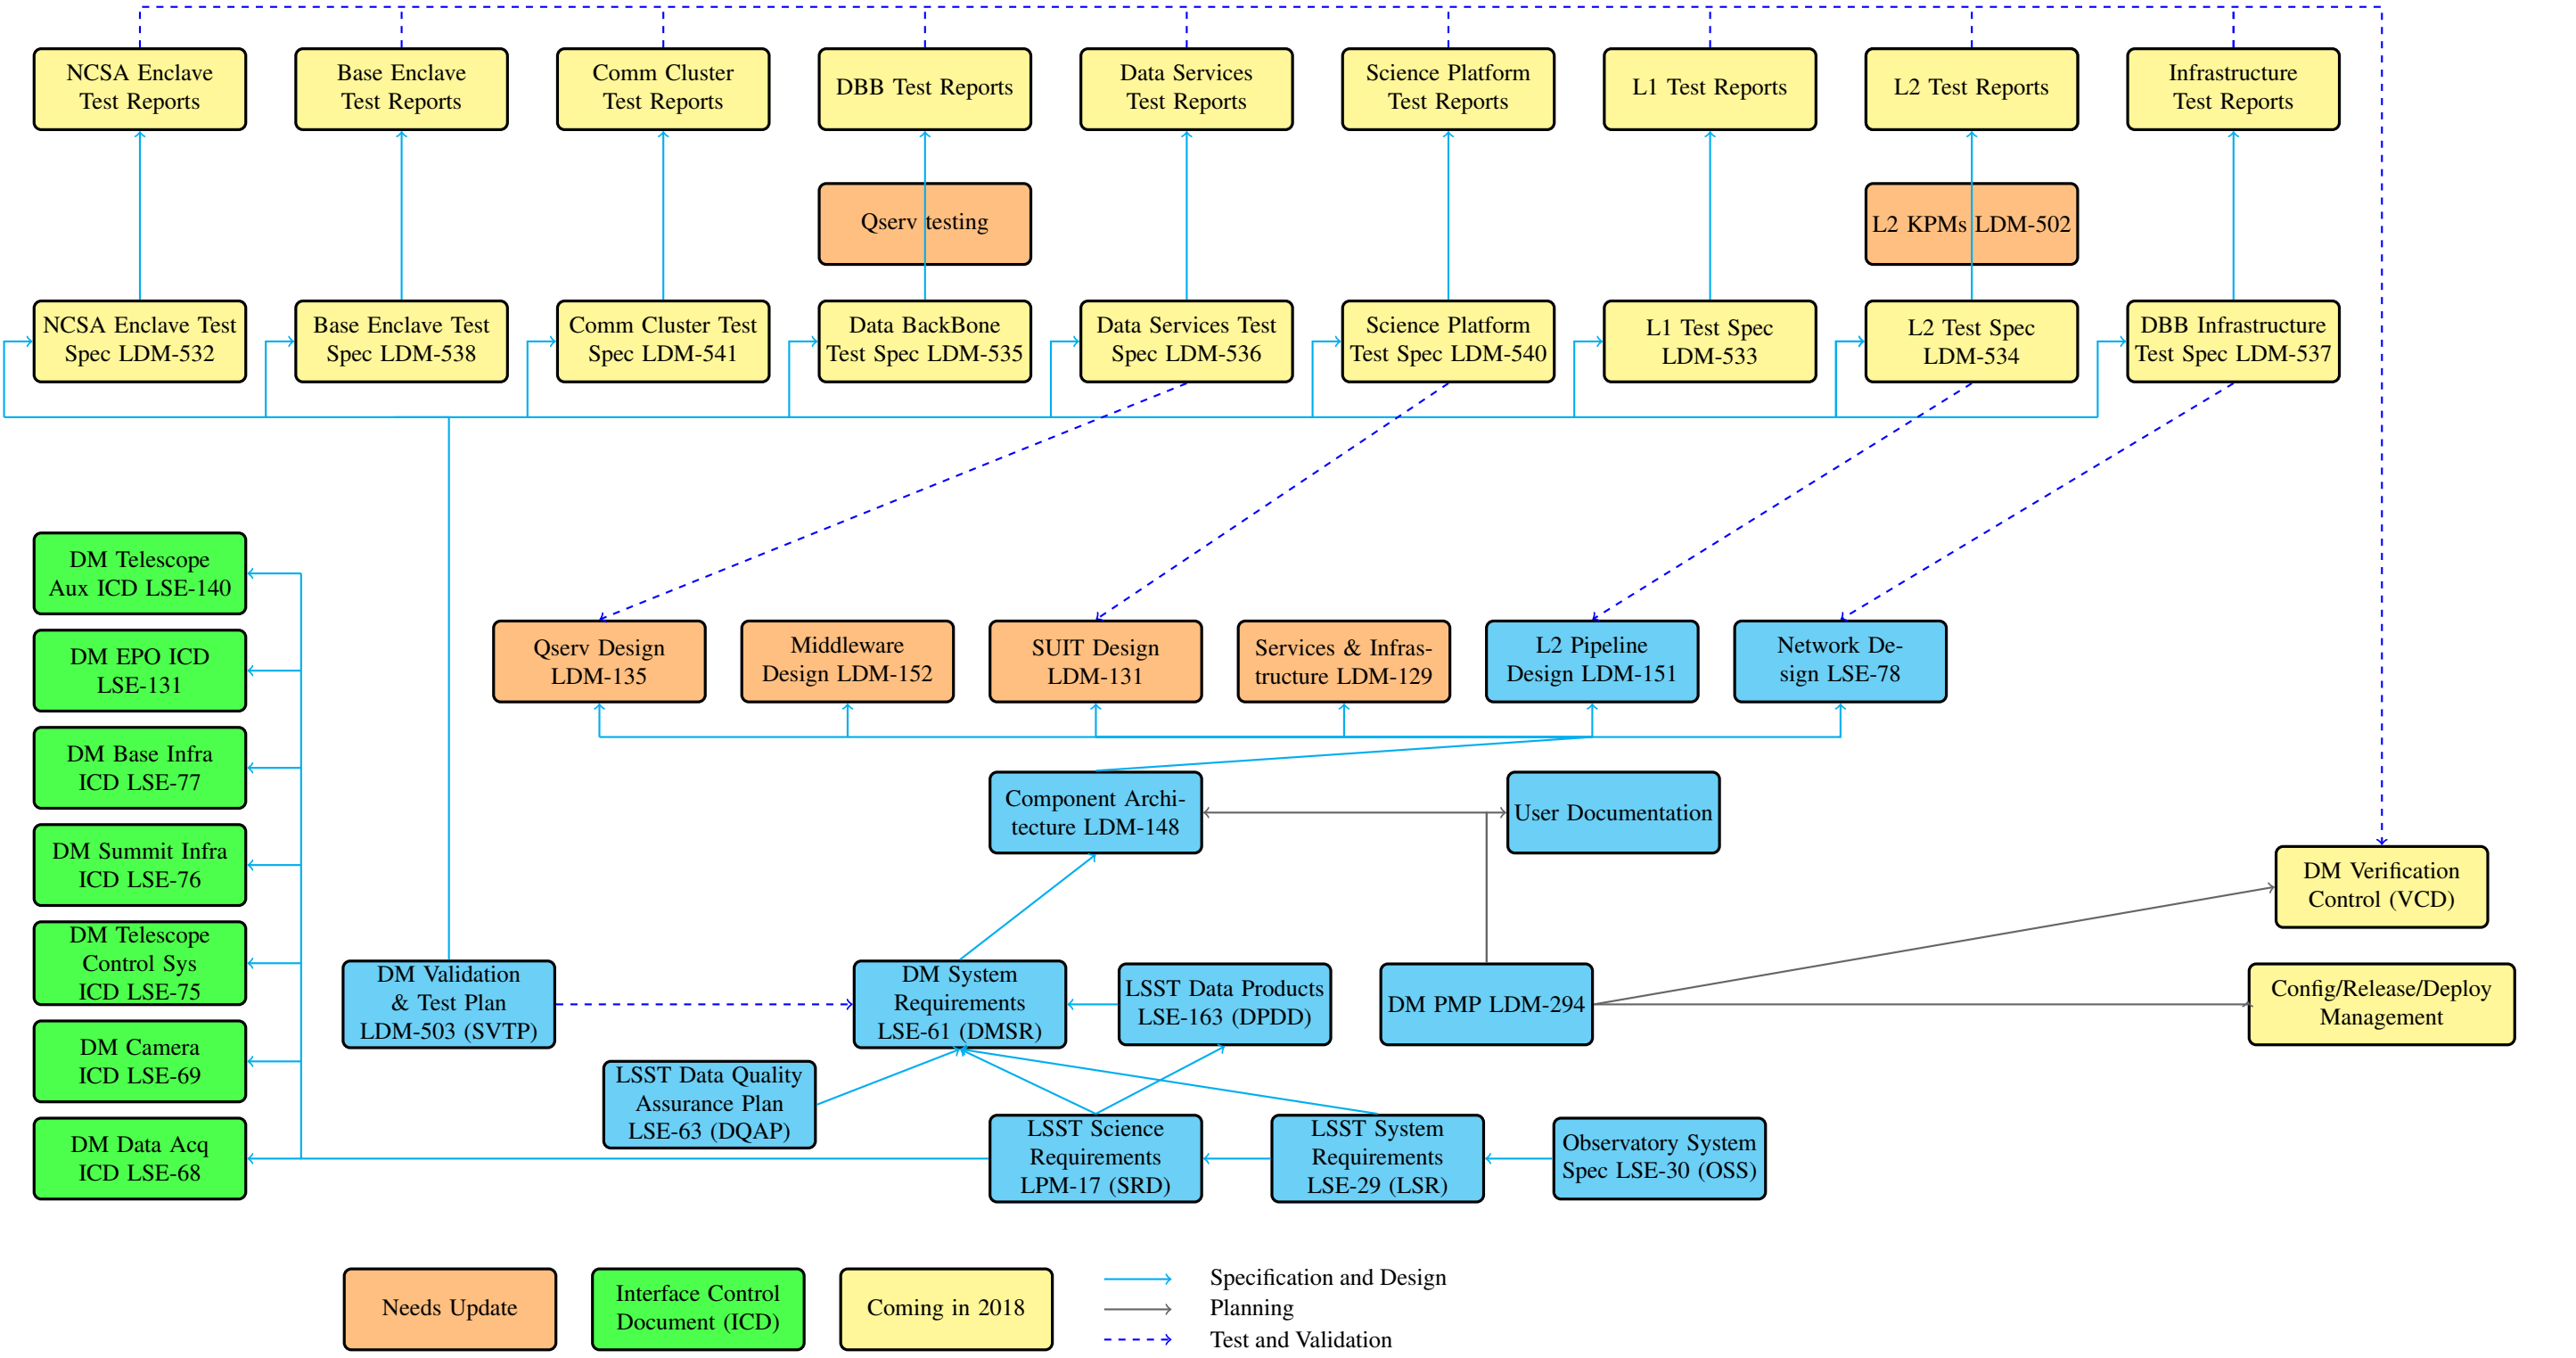 NCSA Enclave
Test Reports
Base Enclave
Test Reports
Comm Cluster
Test Reports
DBB Test Reports
Data Services
Test Reports
Science Platform
Test Reports
L1 Test Reports
L2 Test Reports
Infrastructure
Test Reports
Qserv testing
L2 KPMs LDM-502
NCSA Enclave Test
Spec LDM-532
Base Enclave Test
Spec LDM-538
Comm Cluster Test
Spec LDM-541
Data BackBone
Test Spec LDM-535
Data Services Test
Spec LDM-536
Science Platform
Test Spec LDM-540
L1 Test Spec
LDM-533
L2 Test Spec
LDM-534
DBB Infrastructure
Test Spec LDM-537
DM Telescope
Aux ICD LSE-140
DM EPO ICD
LSE-131
DM Base Infra
ICD LSE-77
DM Summit Infra
ICD LSE-76
DM Telescope
Control Sys
ICD LSE-75
DM Camera
ICD LSE-69
DM Data Acq
ICD LSE-68
Qserv Design
LDM-135
Middleware
Design LDM-152
SUIT Design
LDM-131
Services & Infras-
tructure LDM-129
L2 Pipeline
Design LDM-151
Network De-
sign LSE-78
Component Archi-
tecture LDM-148
User Documentation
DM Verification
Control (VCD)
DM Validation
& Test Plan
LDM-503 (SVTP)
DM System
Requirements
LSE-61 (DMSR)
LSST Data Products
LSE-163 (DPDD)
DM PMP LDM-294
Config/Release/Deploy
Management
LSST Data Quality
Assurance Plan
LSE-63 (DQAP)
LSST Science
Requirements
LPM-17 (SRD)
LSST System
Requirements
LSE-29 (LSR)
Observatory System
Spec LSE-30 (OSS)
Needs Update
Interface Control
Document (ICD)
Coming in 2018
Specification and Design
Planning
Test and Validation